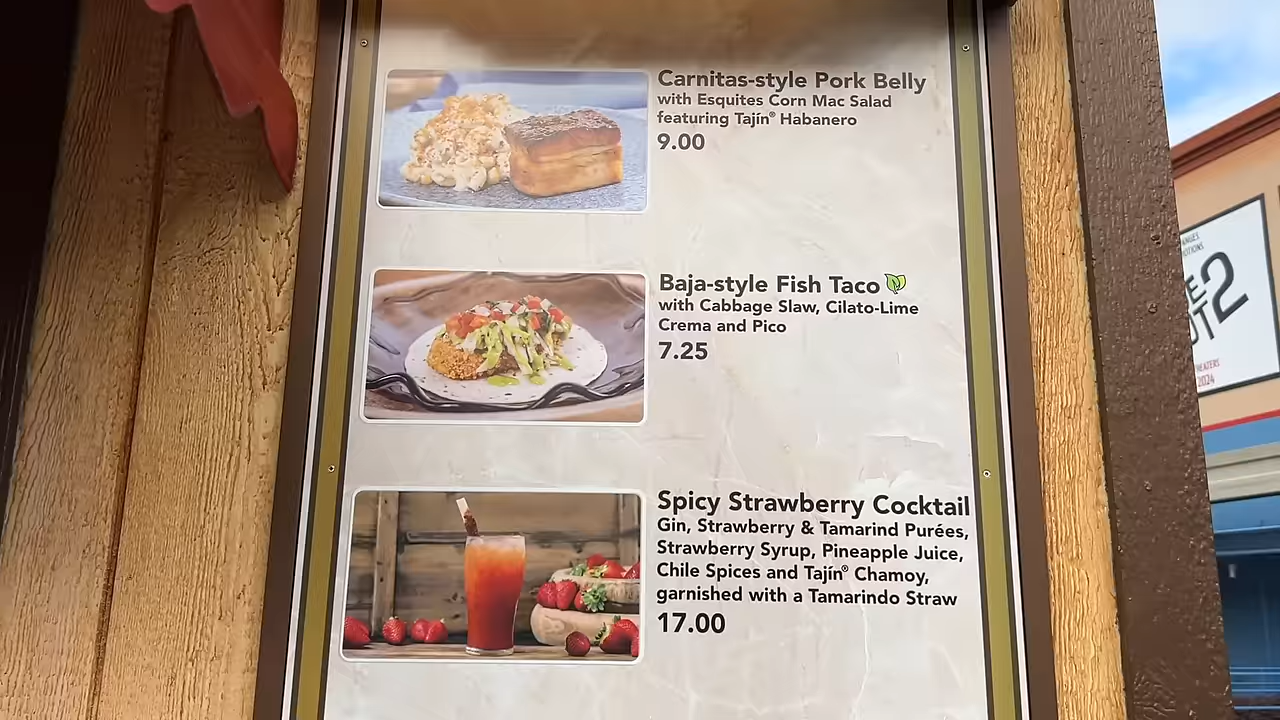 Carnitas-style Pork Belly
with Esquites Corn Mac Salad
featuring Tajín® Habanero
9.00
Baja-style Fish Taco
with Cabbage Slaw, Cilato-Lime
Crema and Pico
7.25
Spicy Strawberry Cocktail
Gin, Strawberry & Tamarind Purées,
Strawberry Syrup, Pineapple Juice,
Chile Spices and Tajín® Chamoy,
garnished with a Tamarindo Straw
17.00
2
2024